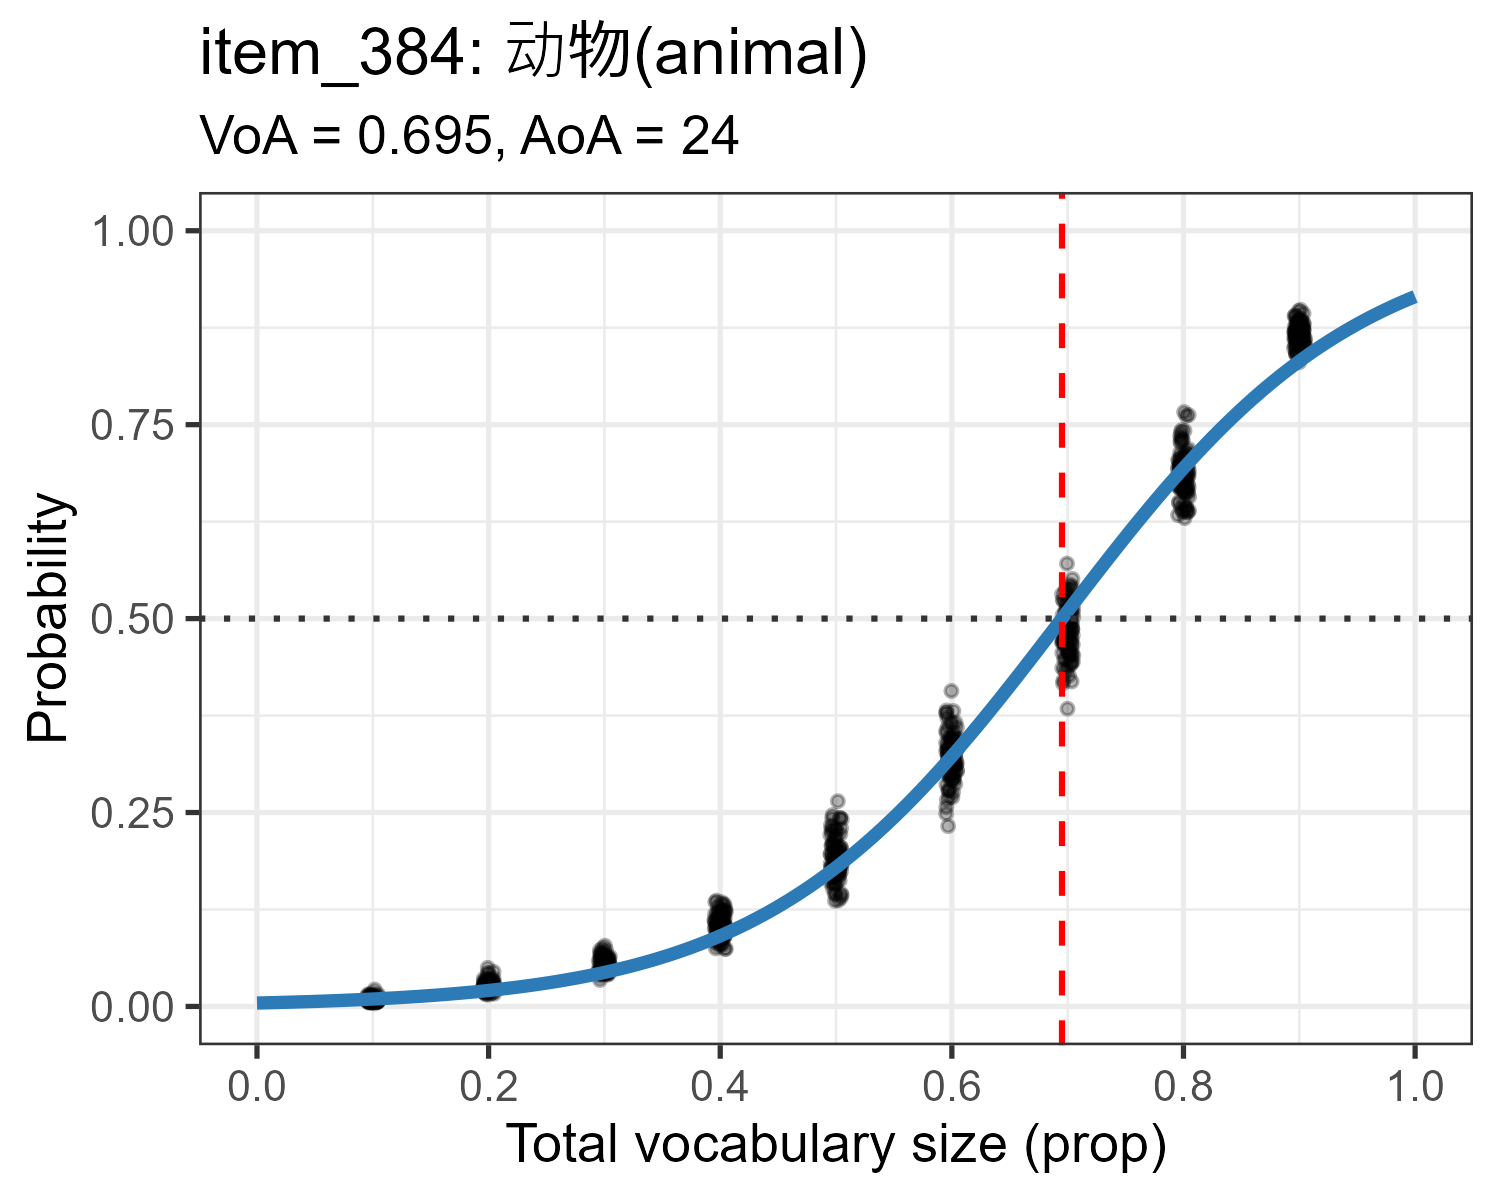 item_384: 动物(animal)
VoA = 0.695, AoA = 24
1.00
0.75
0.50
0.25
0.00
Probability
0.0 0.2 0.4 0.6 0.8 1.0
Total vocabulary size (prop)